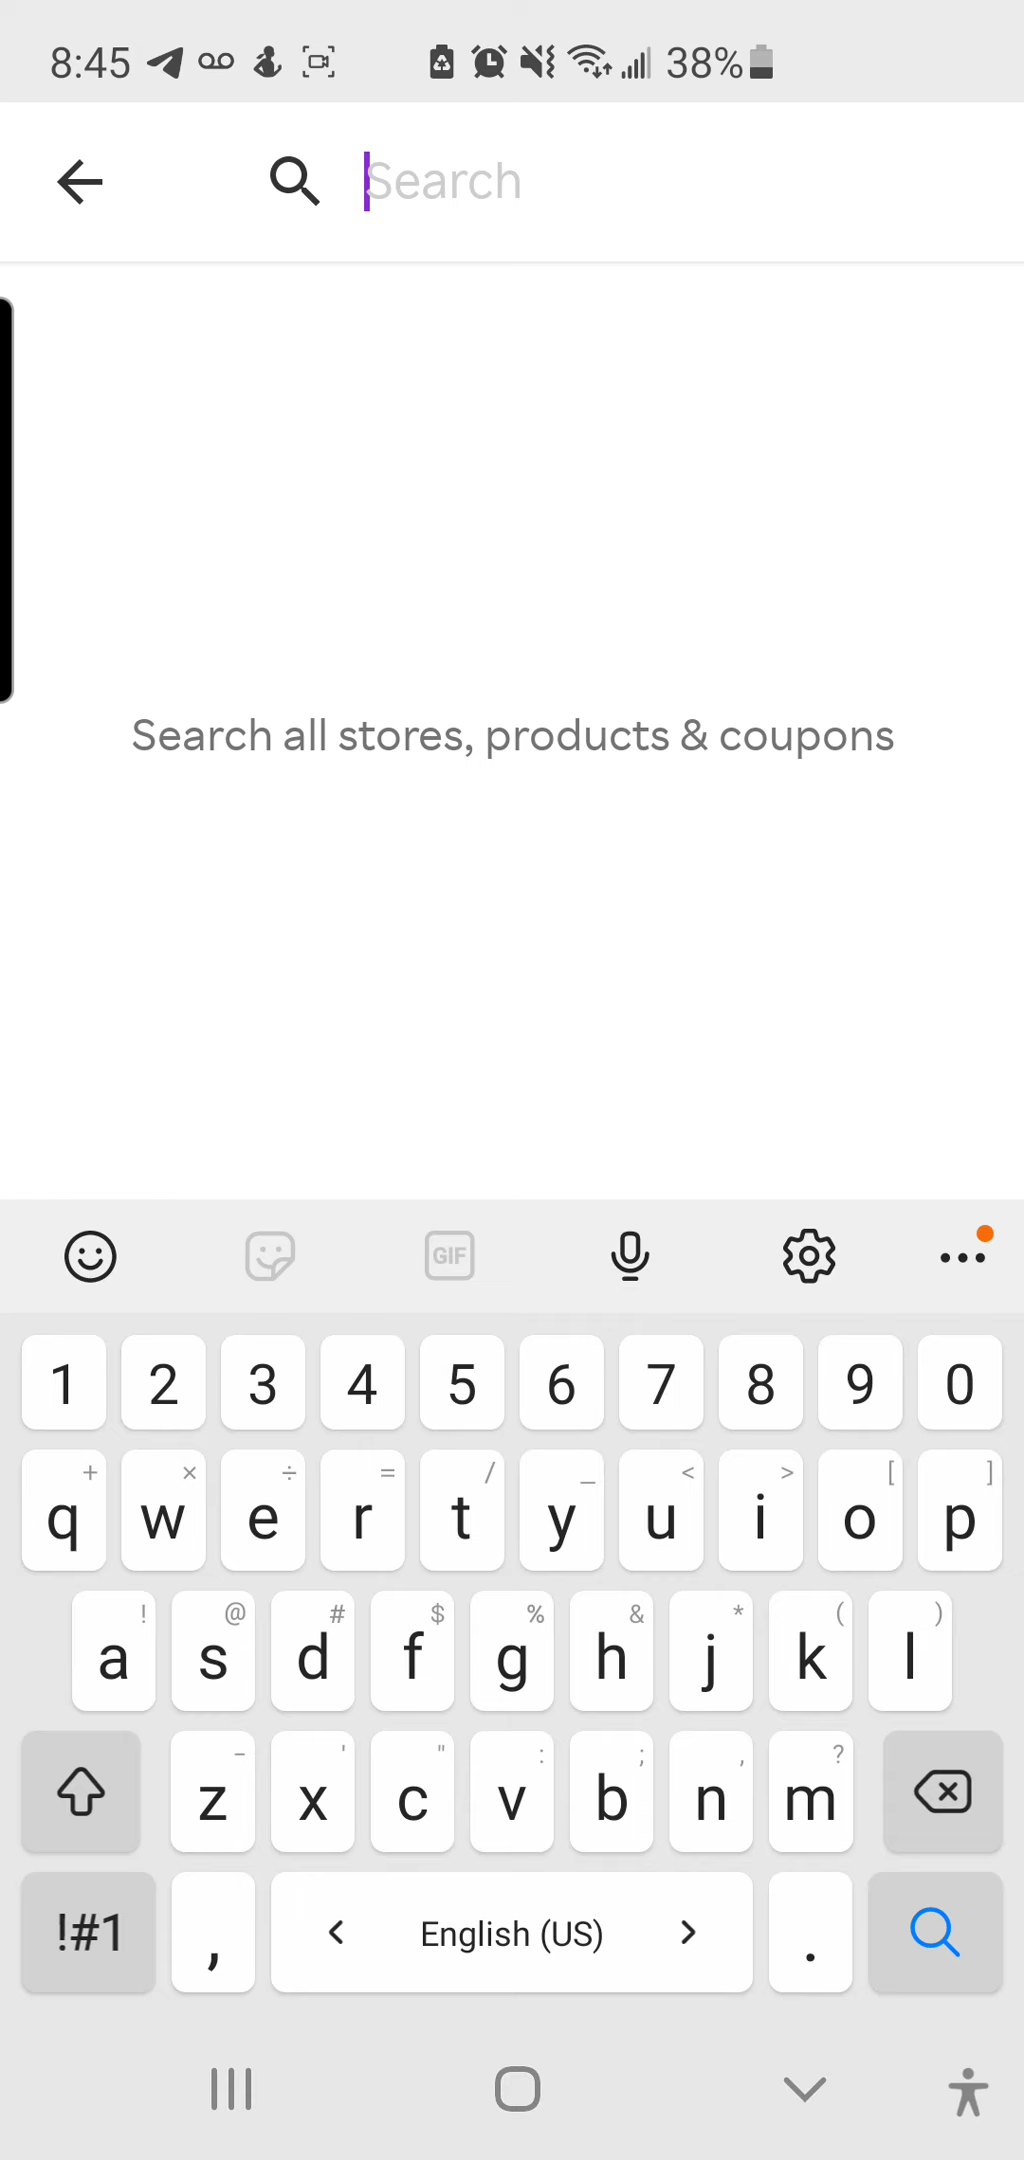 8:45 38%
Search
Search all stores, products & coupons
GIF
1 2 3 4 5 6 7 8 9 0
+ × ÷ = / _ < > [ ]
q w e r t y u i o p
! @ # $ % & * ( )
a s d f g h j k l
- ' " : ; , ?
z x c v b n m
!#1 , < English (US) > .